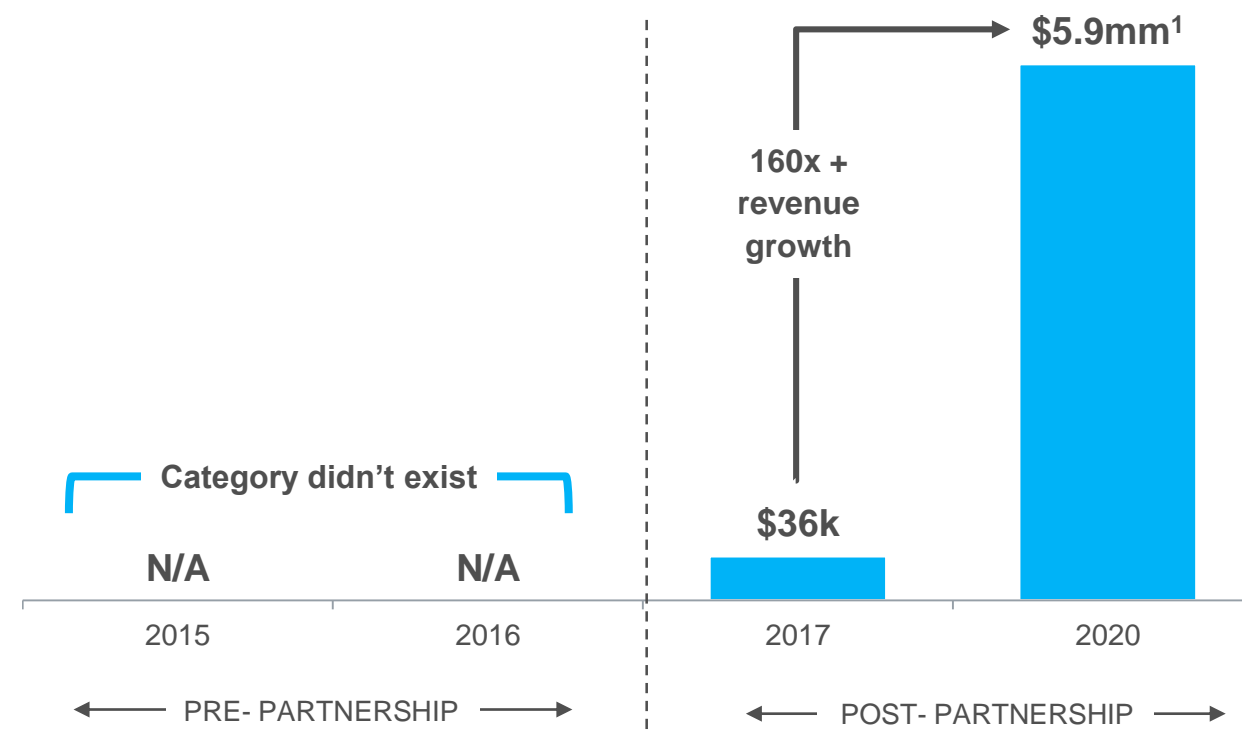 $5.9mm¹
160x +
revenue
growth
Category didn’t exist
$36k
N/A
N/A
2015
2016
2017
2020
PRE- PARTNERSHIP
POST- PARTNERSHIP